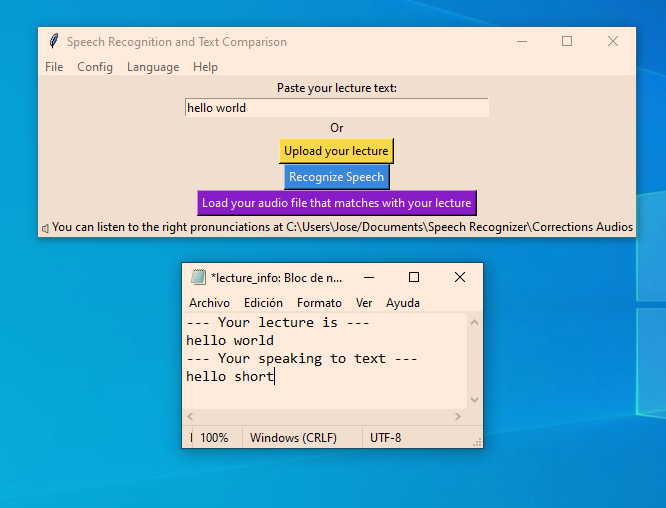 Speech Recognition and Text Comparison
File Config Language Help
Paste your lecture text:
hello world
Or
Upload your lecture
Recognize Speech
Load your audio file that matches with your lecture
You can listen to the right pronunciations at C:\Users\Jose/Documents\Speech Recognizer\Corrections Audios
*lecture_info: Bloc de n...
Archivo Edición Formato Ver Ayuda
--- Your lecture is ---
hello world
--- Your speaking to text ---
hello short
100% Windows (CRLF) UTF-8